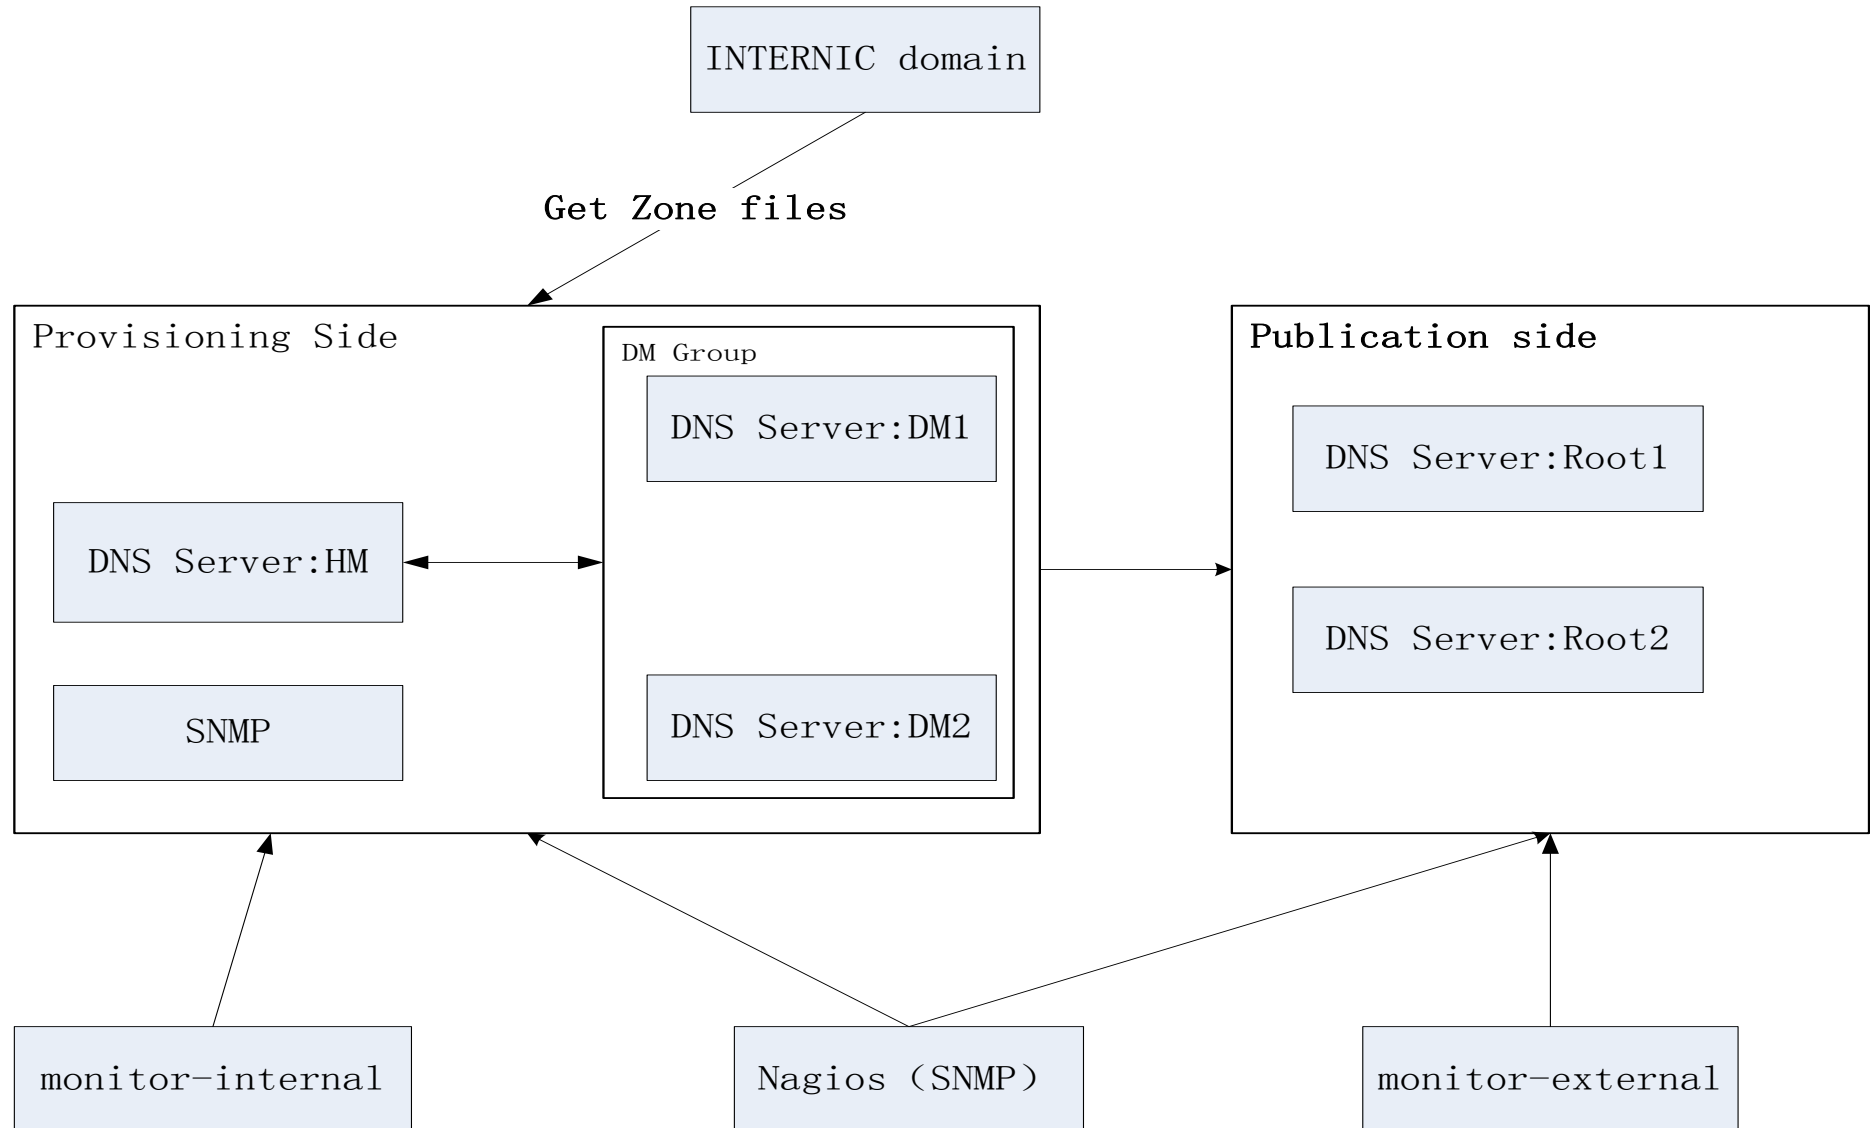 INTERNIC domain
Get Zone files
Provisioning Side
DM Group
DNS Server:DM1
DNS Server:HM
SNMP
DNS Server:DM2
Publication side
DNS Server:Root1
DNS Server:Root2
monitor-internal
Nagios（SNMP）
monitor-external